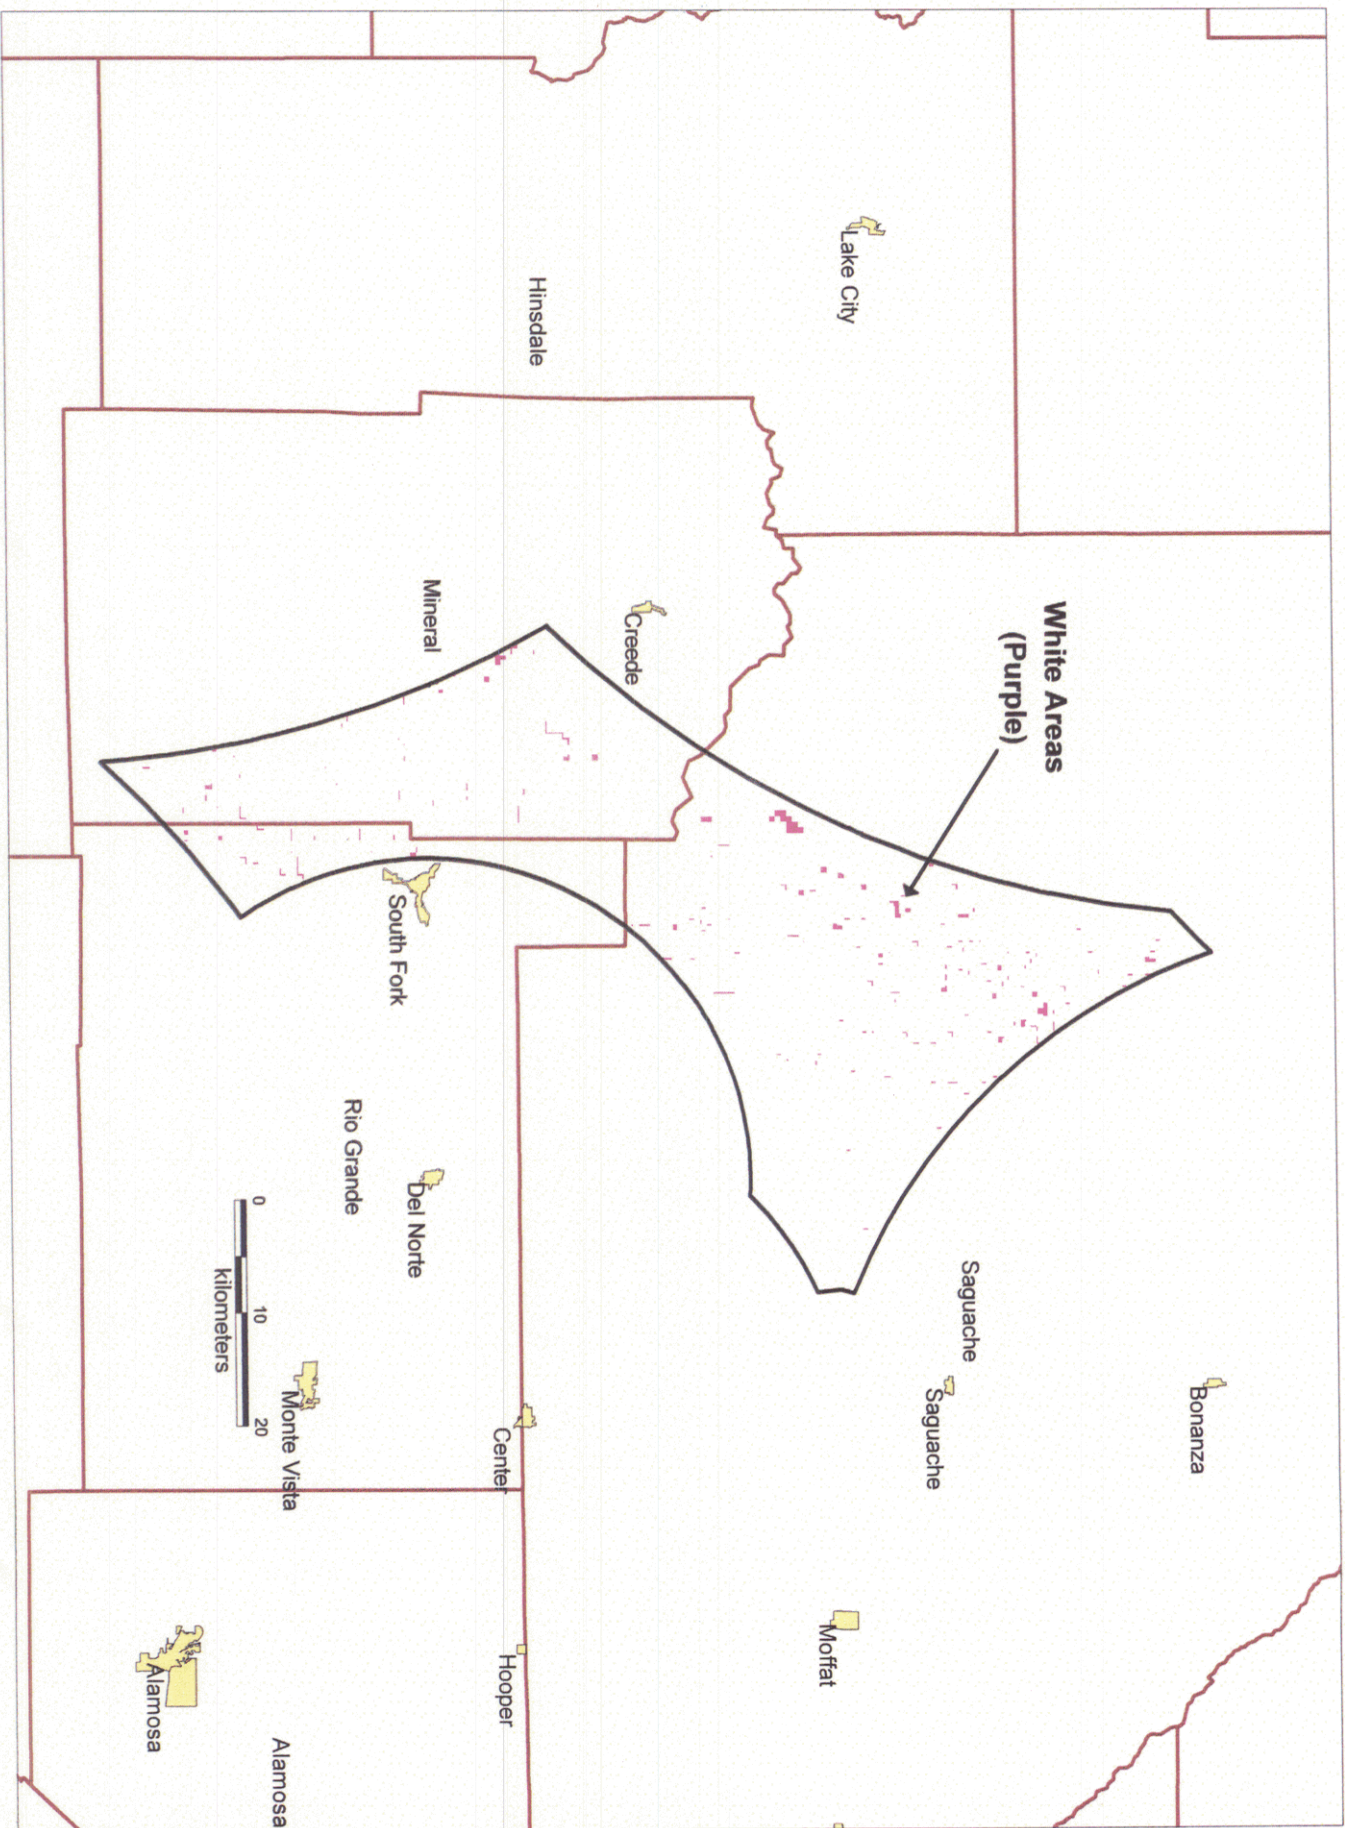 Bonanza
White Areas
(Purple)
Saguache
Saguache
Lake City
Moffat
Creede
Hinsdale
Center
Hooper
Mineral
Del Norte
South Fork
Rio Grande
Monte Vista
Alamosa
0 10 20
kilometers
Alamosa